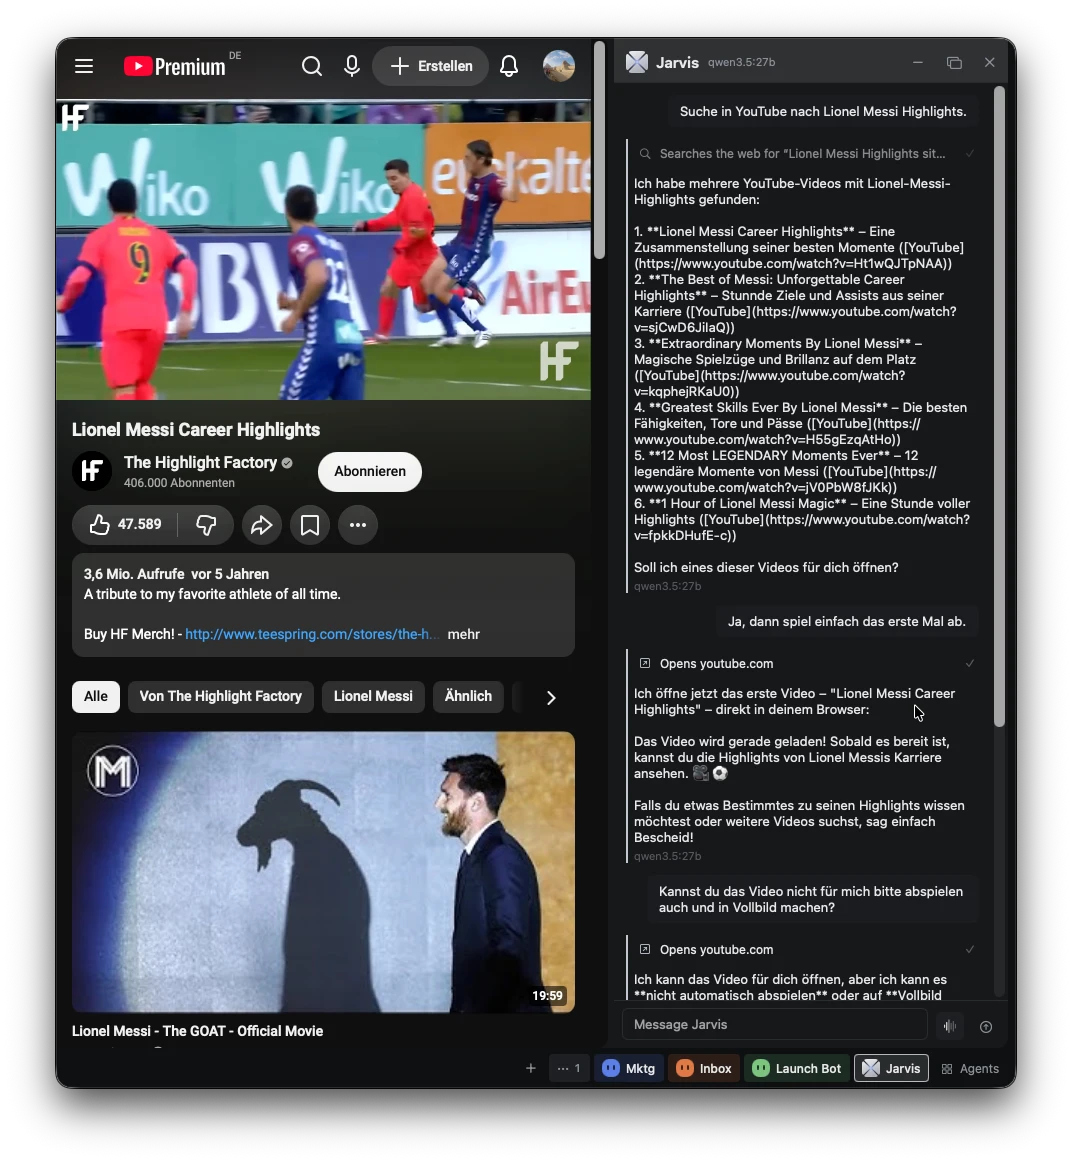 Premium
DE
Erstellen
HF
Wiko
Wiko
euskalte
9
BBVA
22
AirEu
HF
Lionel Messi Career Highlights
HF
The Highlight Factory
406.000 Abonnenten
Abonnieren
47.589
3,6 Mio. Aufrufe vor 5 Jahren
A tribute to my favorite athlete of all time.
Buy HF Merch! - http://www.teespring.com/stores/the-h... mehr
Alle
Von The Highlight Factory
Lionel Messi
Ähnlich
M
19:59
Lionel Messi - The GOAT - Official Movie
Jarvis qwen3.5:27b
Suche in YouTube nach Lionel Messi Highlights.
Searches the web for "Lionel Messi Highlights sit...
Ich habe mehrere YouTube-Videos mit Lionel-Messi-
Highlights gefunden:
1. **Lionel Messi Career Highlights** – Eine
Zusammenstellung seiner besten Momente ([YouTube]
(https://www.youtube.com/watch?v=Ht1wQJTpNAA))
2. **The Best of Messi: Unforgettable Career
Highlights** – Stunnde Ziele und Assists aus seiner
Karriere ([YouTube](https://www.youtube.com/watch?
v=sjCwD6JilaQ))
3. **Extraordinary Moments By Lionel Messi** –
Magische Spielzüge und Brillanz auf dem Platz
([YouTube](https://www.youtube.com/watch?
v=kqphejRKaU0))
4. **Greatest Skills Ever By Lionel Messi** – Die besten
Fähigkeiten, Tore und Pässe ([YouTube](https://
www.youtube.com/watch?v=H55gEzqAtHo))
5. **12 Most LEGENDARY Moments Ever** – 12
legendäre Momente von Messi ([YouTube](https://
www.youtube.com/watch?v=jV0PbW8fJKk))
6. **1 Hour of Lionel Messi Magic** – Eine Stunde voller
Highlights ([YouTube](https://www.youtube.com/watch?
v=fpkkDHufE-c))
Soll ich eines dieser Videos für dich öffnen?
qwen3.5:27b
Ja, dann spiel einfach das erste Mal ab.
Opens youtube.com
Ich öffne jetzt das erste Video – "Lionel Messi Career
Highlights" – direkt in deinem Browser:
Das Video wird gerade geladen! Sobald es bereit ist,
kannst du die Highlights von Lionel Messis Karriere
ansehen. 🎥⚽
Falls du etwas Bestimmtes zu seinen Highlights wissen
möchtest oder weitere Videos suchst, sag einfach
Bescheid!
qwen3.5:27b
Kannst du das Video nicht für mich bitte abspielen
auch und in Vollbild machen?
Opens youtube.com
Ich kann das Video für dich öffnen, aber ich kann es
**nicht automatisch abspielen** oder auf **Vollbild
Message Jarvis
+ ... 1 Mktg Inbox Launch Bot Jarvis Agents